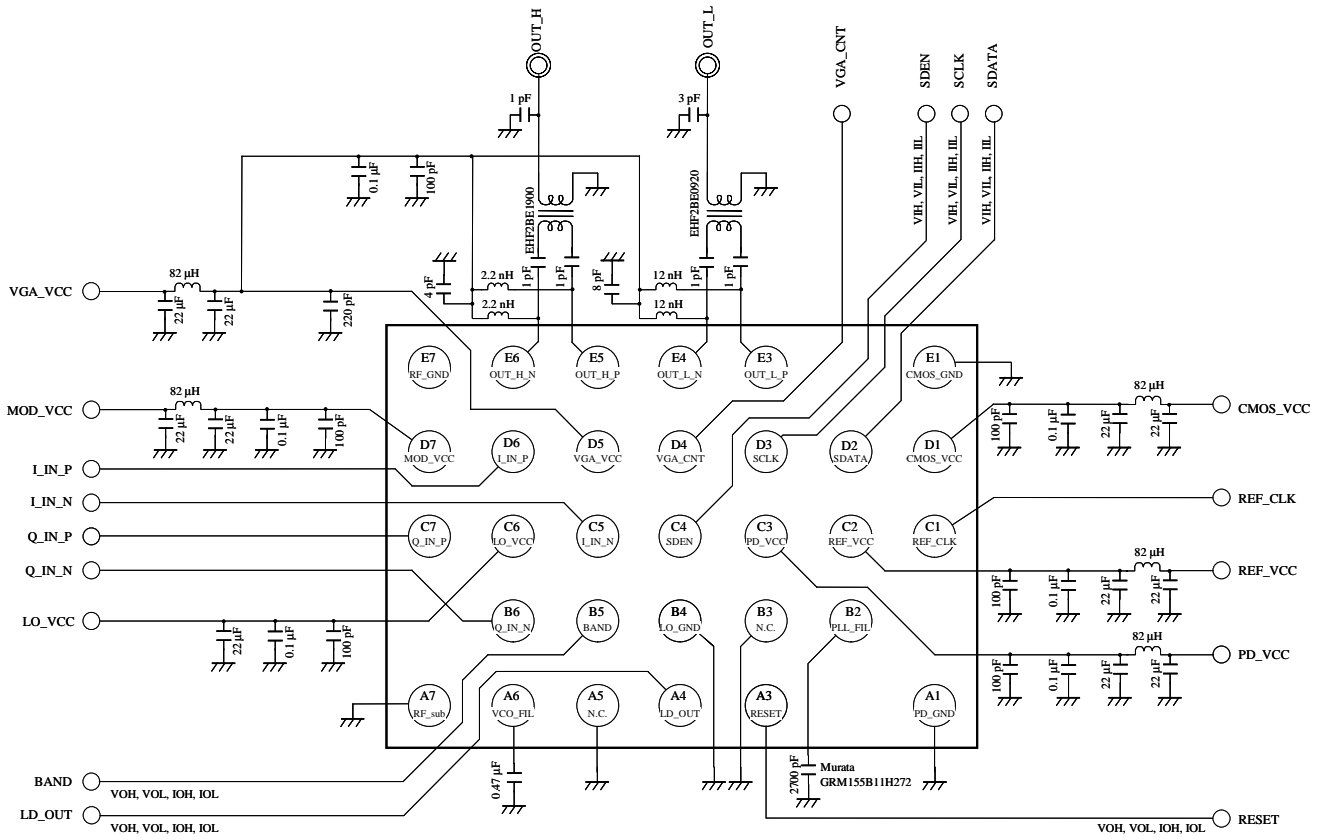 OUT_H
OUT_L
VGA_CNT
SDEN
SCLK
SDATA
1 pF
3 pF
VIH, VIL, IIH, IIL
VIH, VIL, IIH, IIL
VIH, VIL, IIH, IIL
0.1 µF
100 pF
EHF2BE1900
EHF2BE0920
VGA_VCC
82 µH
22 µF
22 µF
220 pF
4 pF
2.2 nH
2.2 nH
1 pF
1 pF
8 pF
12 nH
12 nH
1 pF
1 pF
E7
RF_GND
E6
OUT_H_N
E5
OUT_H_P
E4
OUT_L_N
E3
OUT_L_P
E1
CMOS_GND
MOD_VCC
82 µH
22 µF
22 µF
0.1 µF
100 pF
82 µH
100 pF
0.1 µF
22 µF
22 µF
CMOS_VCC
D7
MOD_VCC
D6
I_IN_P
D5
VGA_VCC
D4
VGA_CNT
D3
SCLK
D2
SDATA
D1
CMOS_VCC
I_IN_P
I_IN_N
Q_IN_P
Q_IN_N
REF_CLK
C7
Q_IN_P
C6
LO_VCC
C5
I_IN_N
C4
SDEN
C3
PD_VCC
C2
REF_VCC
C1
REF_CLK
82 µH
100 pF
0.1 µF
22 µF
22 µF
REF_VCC
LO_VCC
22 µF
0.1 µF
100 pF
B6
Q_IN_N
B5
BAND
B4
LO_GND
B3
N.C.
B2
PLL_FIL
82 µH
100 pF
0.1 µF
22 µF
22 µF
PD_VCC
A7
RF_sub
A6
VCO_FIL
A5
N.C.
A4
LD_OUT
A3
RESET
A1
PD_GND
0.47 µF
2700 pF
Murata
GRM155B11H272
BAND
VOH, VOL, IOH, IOL
LD_OUT
VOH, VOL, IOH, IOL
RESET
VOH, VOL, IOH, IOL